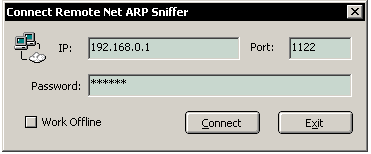 Connect Remote Net ARP Sniffer
IP: 192.168.0.1 Port: 1122
Password: ******
Work Offline Connect Exit